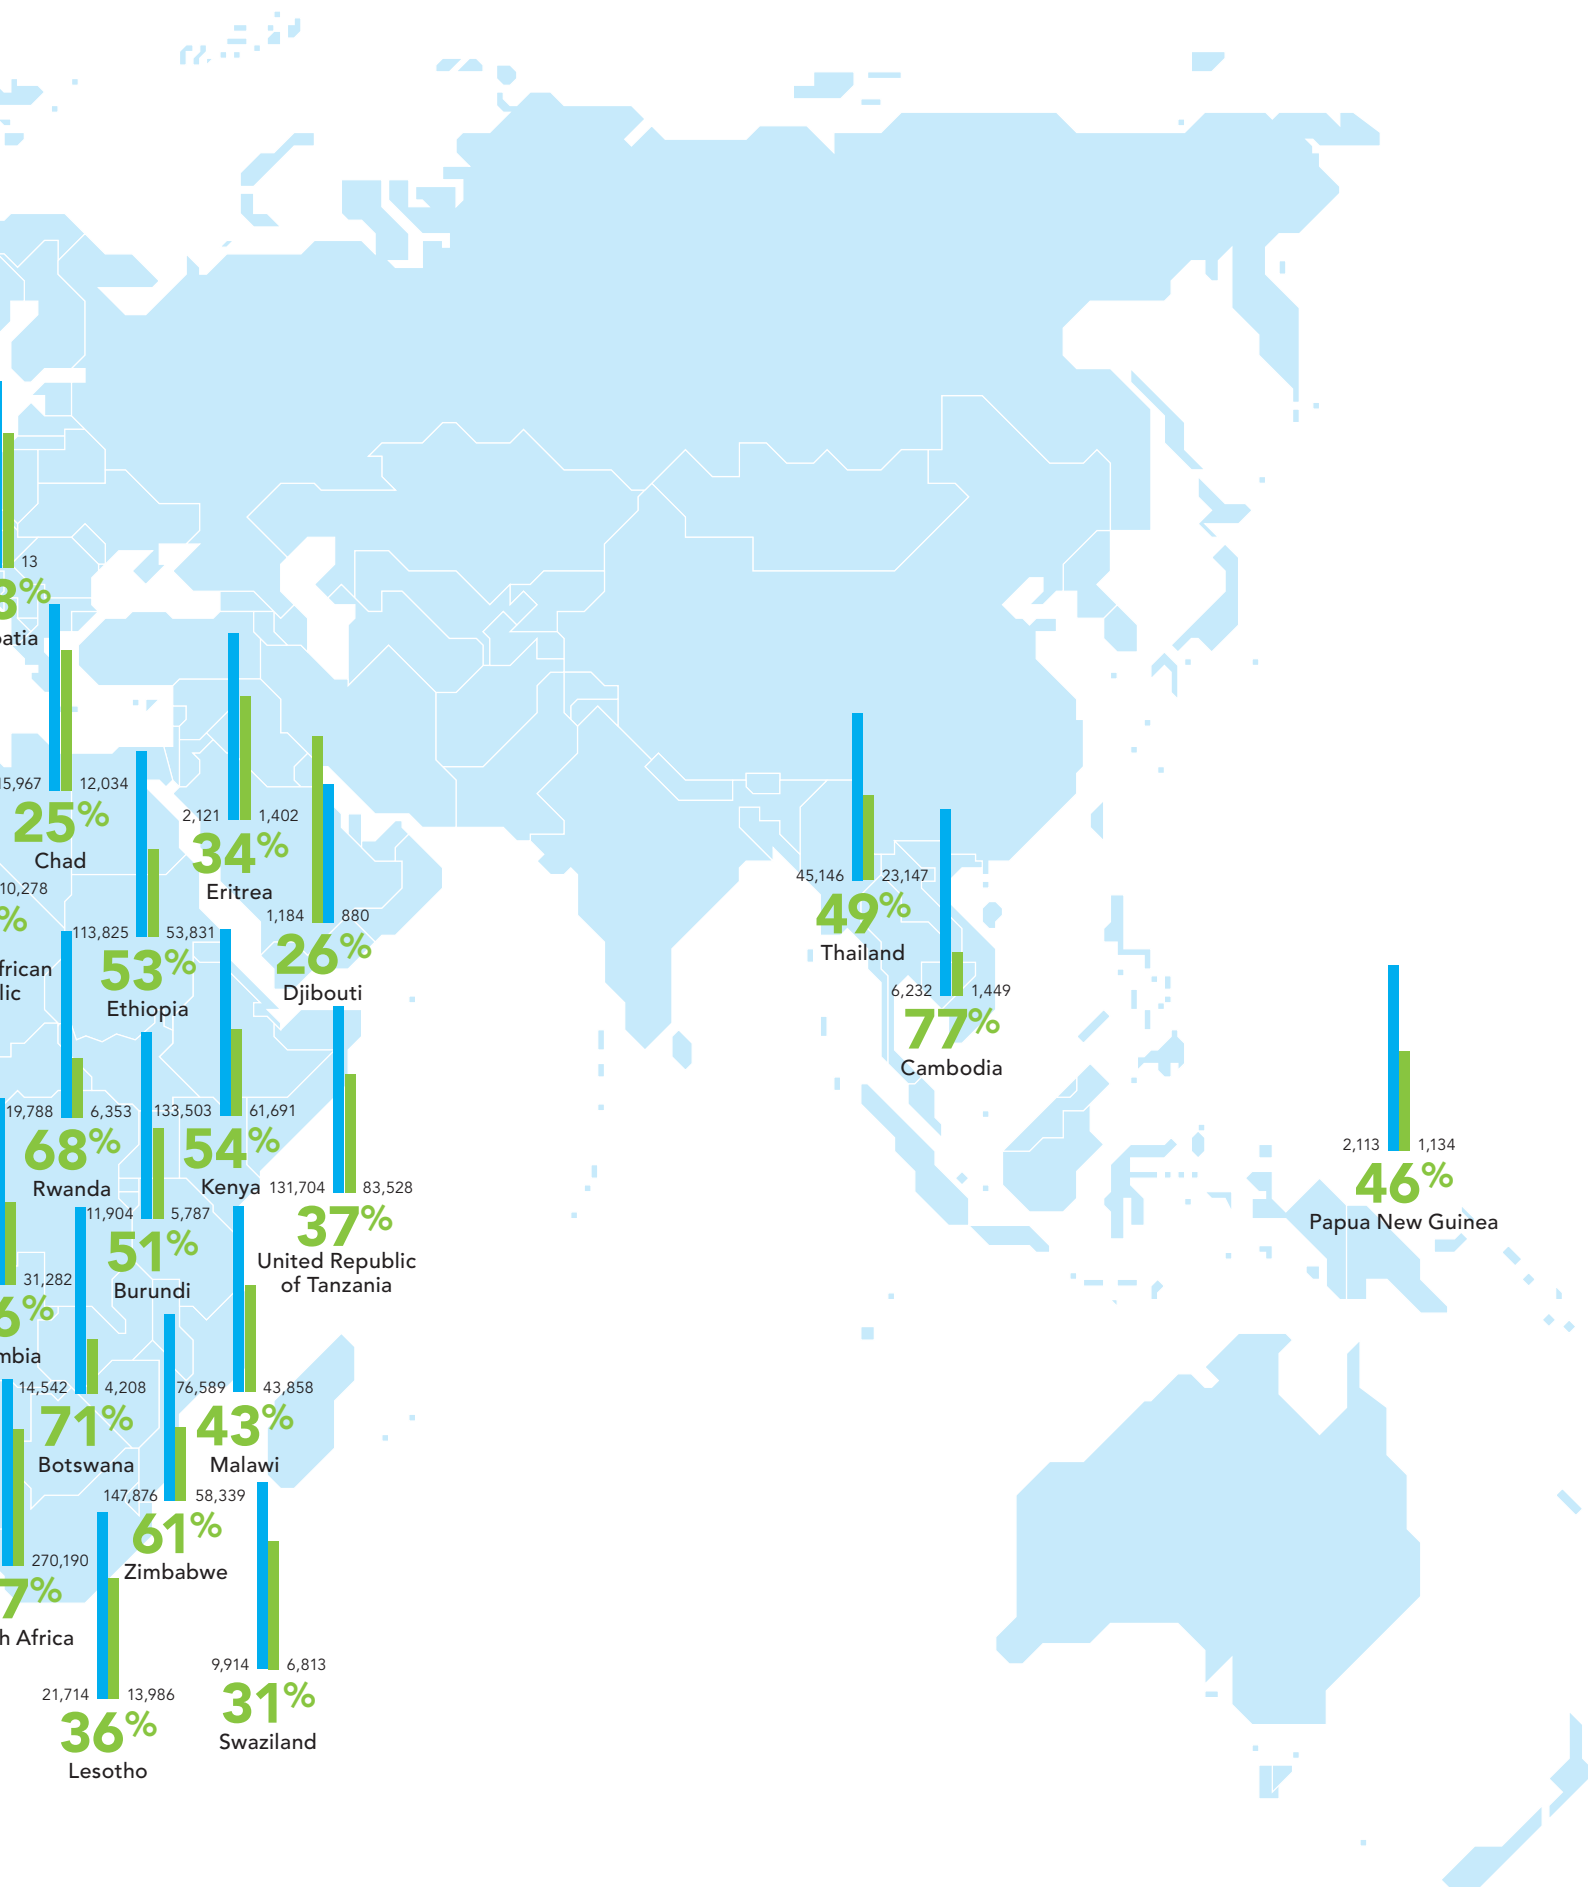 13
3%
atia
15,967 12,034
25%
Chad
2,121 1,402
34%
Eritrea
10,278
%
frican
lic
113,825 53,831
53%
Ethiopia
1,184 880
26%
Djibouti
45,146 23,147
49%
Thailand
6,232 1,449
77%
Cambodia
19,788 6,353
68%
Rwanda
133,503 61,691
54%
Kenya
131,704 83,528
37%
United Republic
of Tanzania
2,113 1,134
46%
Papua New Guinea
11,904 5,787
51%
Burundi
31,282
6%
mbia
14,542 4,208
71%
Botswana
76,589 43,858
43%
Malawi
147,876 58,339
61%
Zimbabwe
270,190
7%
h Africa
9,914 6,813
31%
Swaziland
21,714 13,986
36%
Lesotho